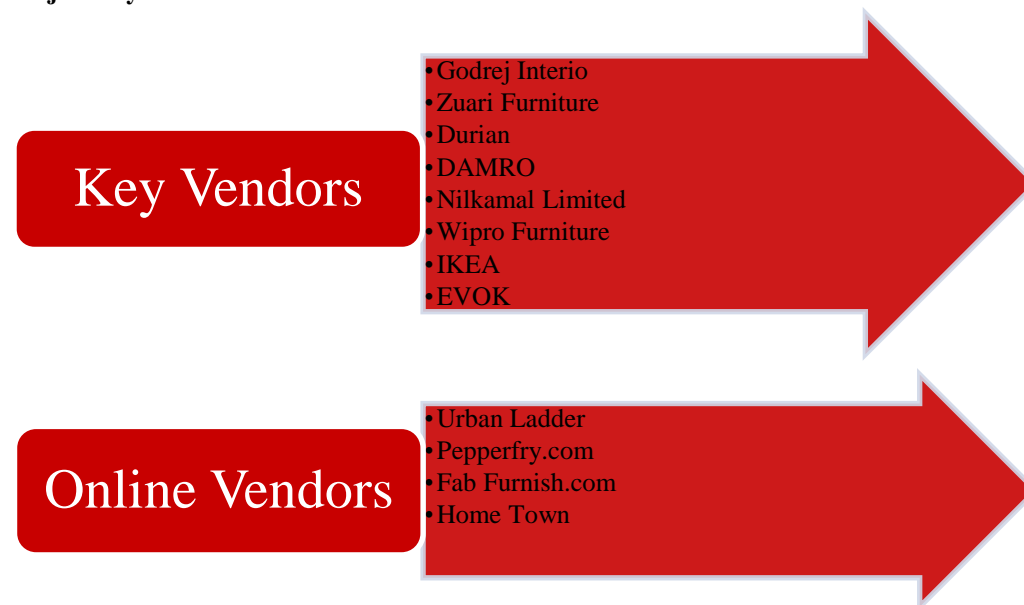 Key Vendors
•Godrej Interio
•Zuari Furniture
•Durian
•DAMRO
•Nilkamal Limited
•Wipro Furniture
•IKEA
•EVOK
Online Vendors
•Urban Ladder
•Pepperfry.com
•Fab Furnish.com
•Home Town